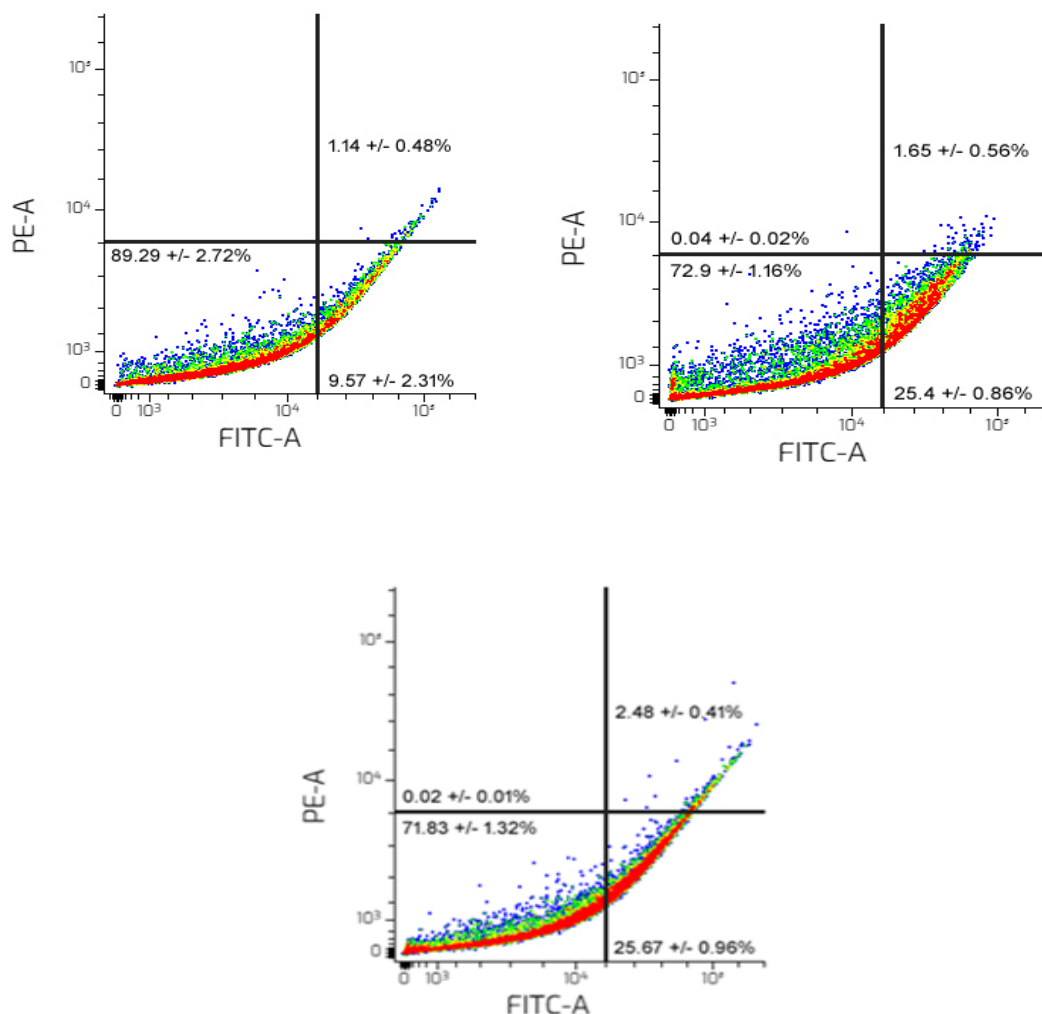 10⁵
1.14 +/- 0.48%
10⁴
89.29 +/- 2.72%
10³
0
9.57 +/- 2.31%
0 10³ 10⁴ 10⁵
PE-A
FITC-A
10⁵
1.65 +/- 0.56%
10⁴
0.04 +/- 0.02%
72.9 +/- 1.16%
10³
0
25.4 +/- 0.86%
0 10³ 10⁴ 10⁵
PE-A
FITC-A
10⁵
2.48 +/- 0.41%
10⁴
0.02 +/- 0.01%
71.83 +/- 1.32%
10³
0
25.67 +/- 0.96%
0 10³ 10⁴ 10⁵
PE-A
FITC-A